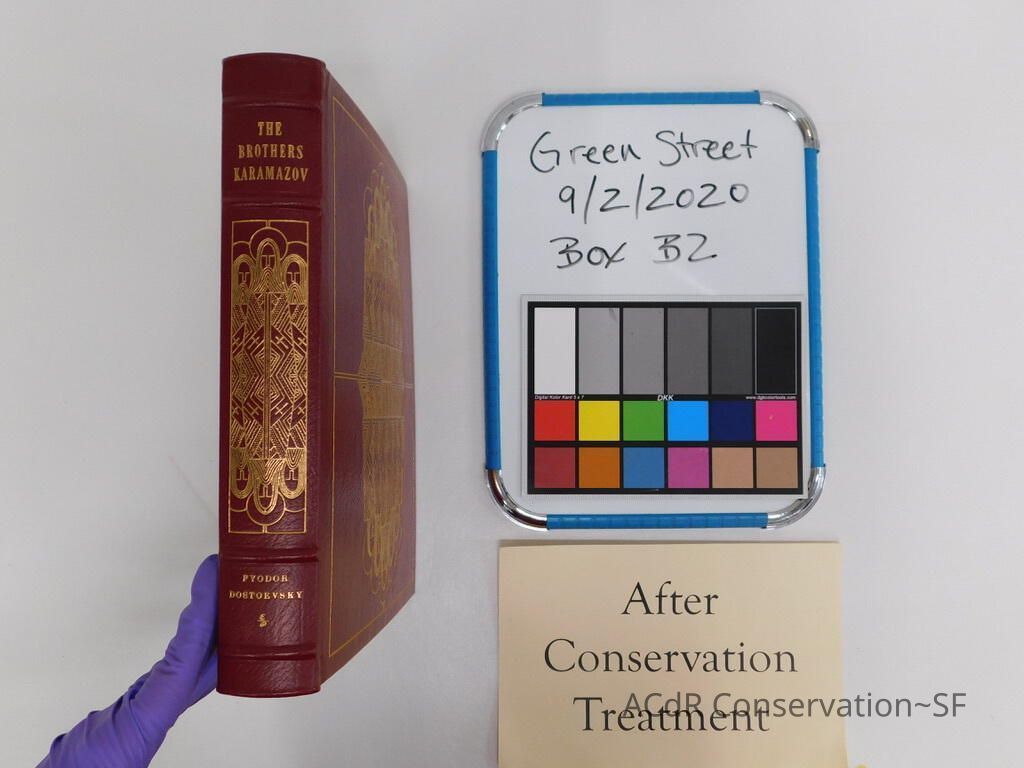 THE
BROTHERS
KARAMAZOV
FYODOR
DOSTOEVSKY
Green Street
9/2/2020
Box B2
Digital Kolor Kard 5 x 7
DKK
www.dgkcolortools.com
After
Conservation
Treatment
ACdR Conservation~SF